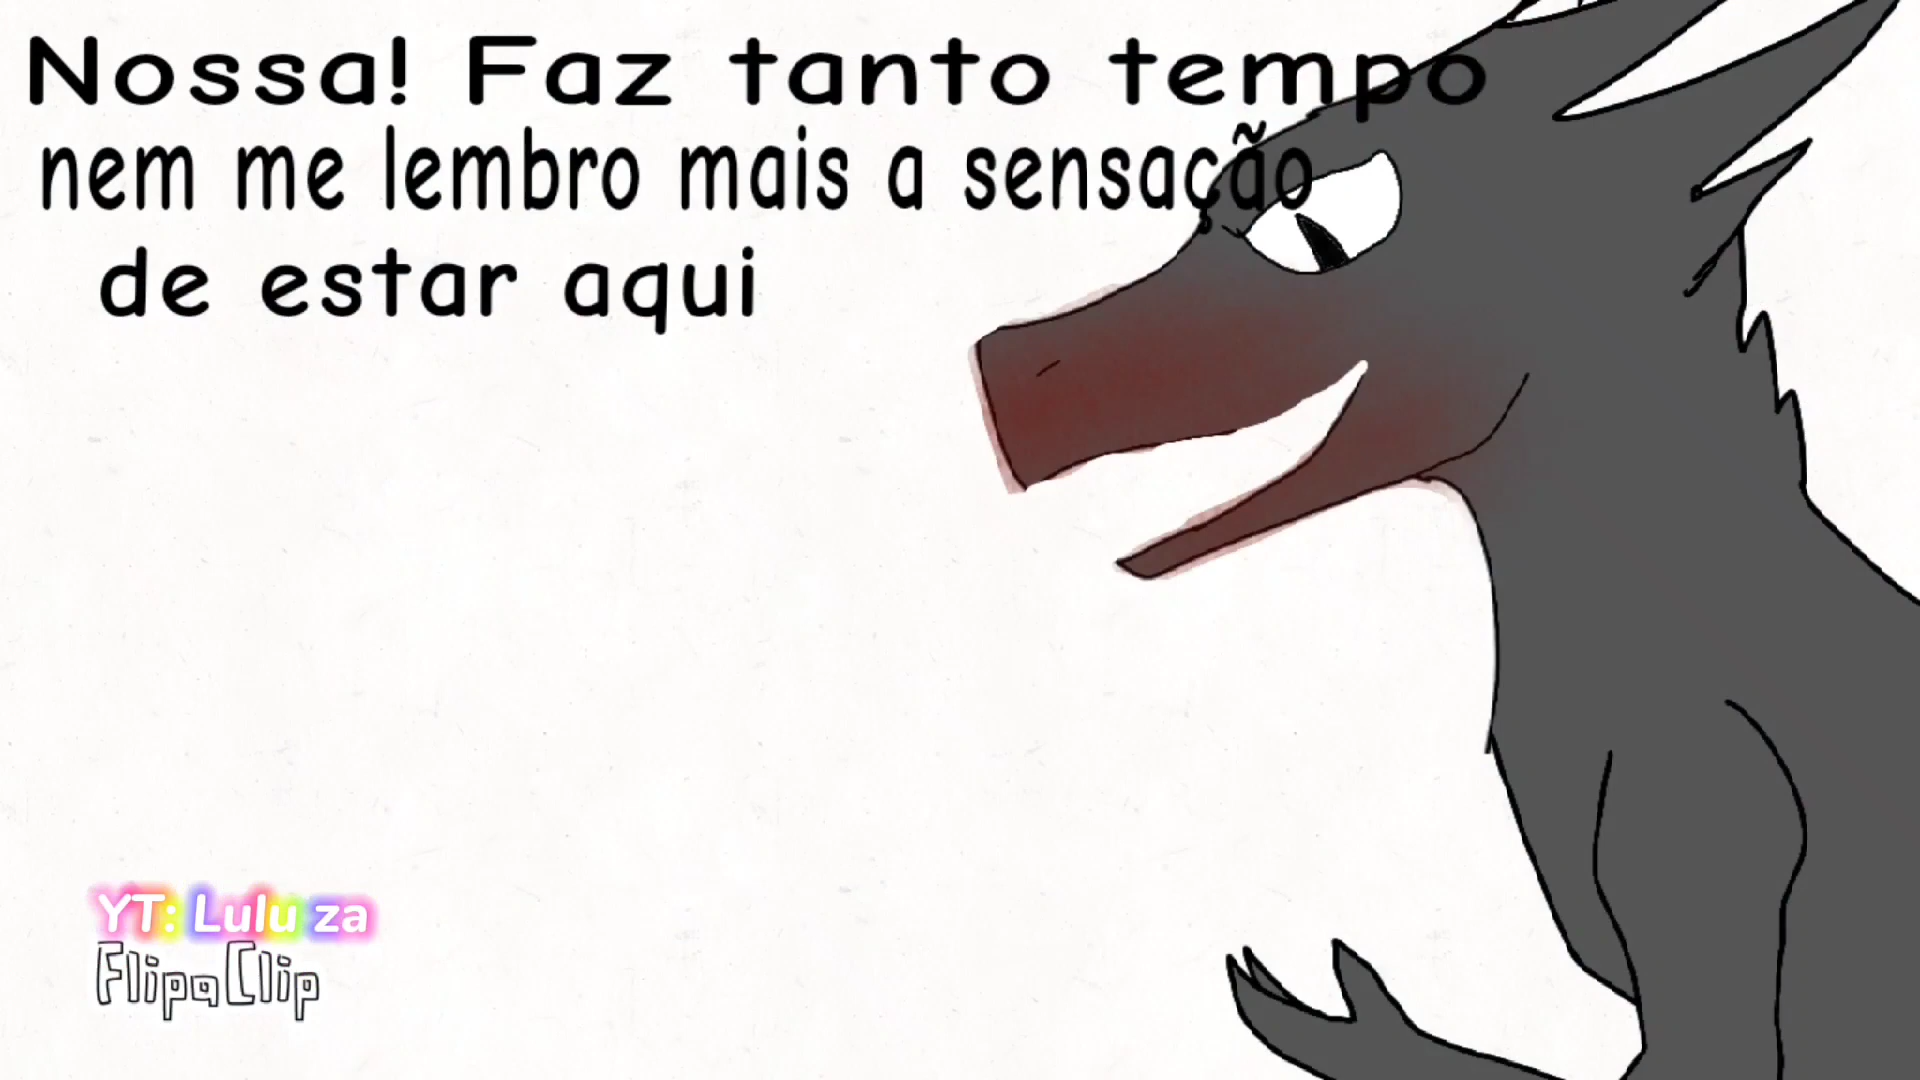 Nossa! Faz tanto tempo
nem me lembro mais a sensação
de estar aqui
YT: Lulu za
FlipaClip